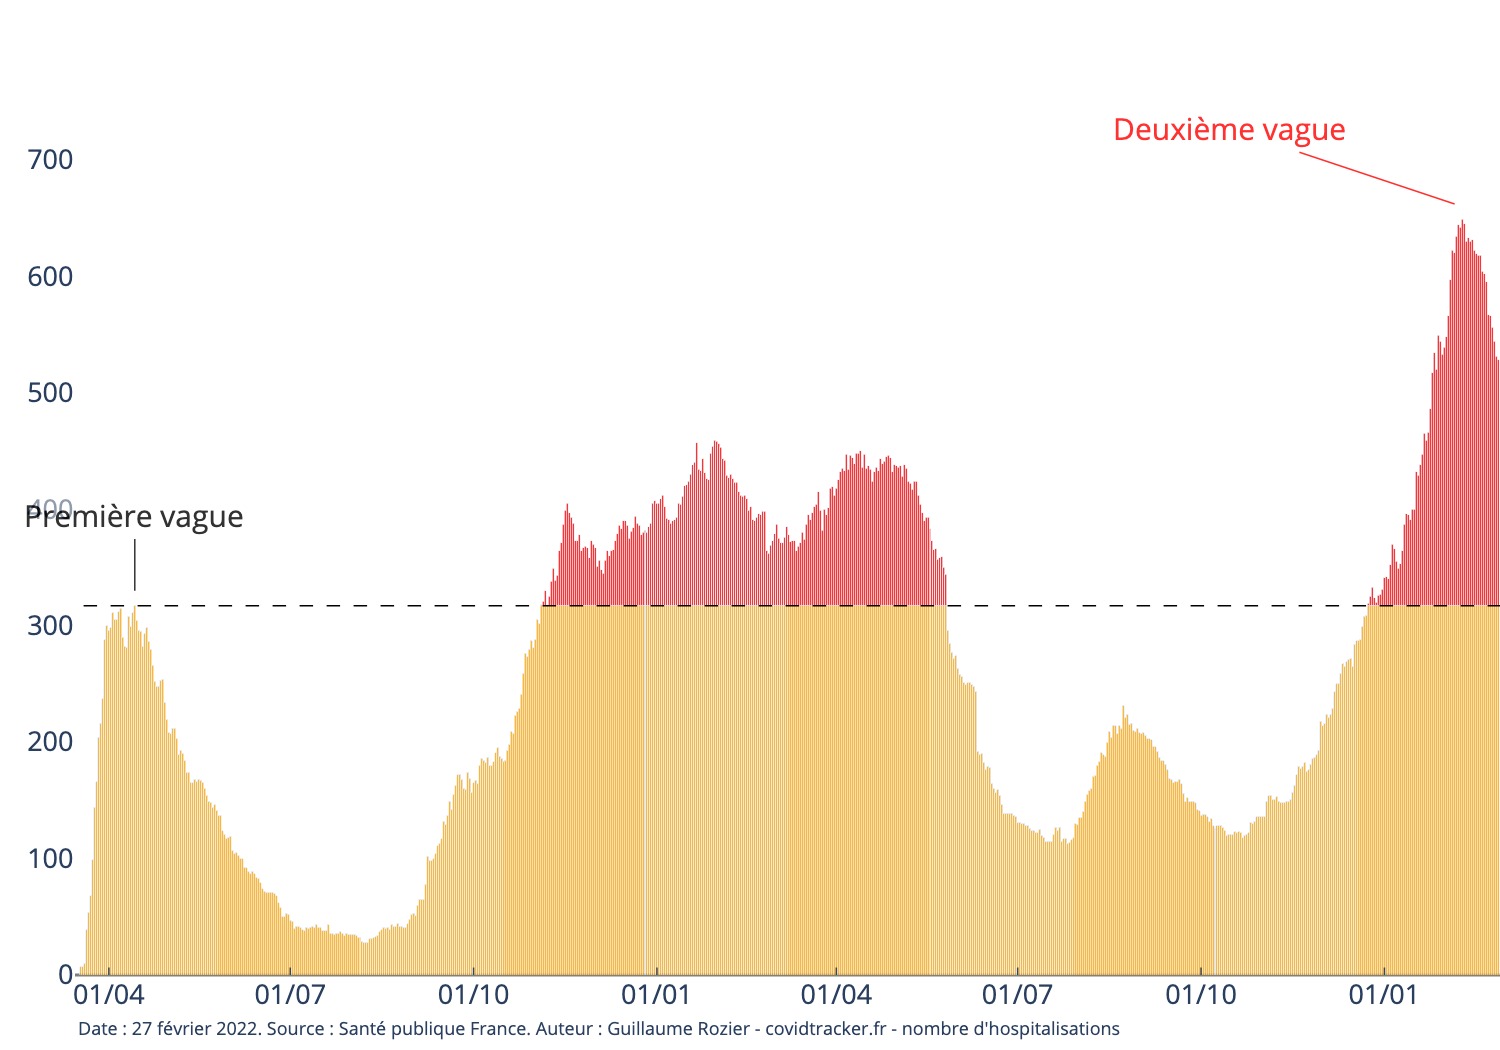 Deuxième vague
700
600
500
400
Première vague
300
200
100
0
01/04 01/07 01/10 01/01 01/04 01/07 01/10 01/01
Date : 27 février 2022. Source : Santé publique France. Auteur : Guillaume Rozier - covidtracker.fr - nombre d'hospitalisations